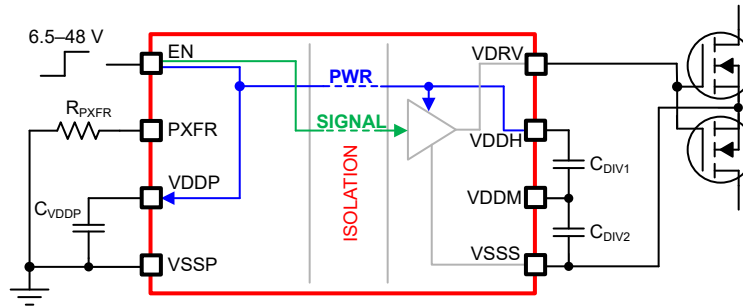 6.5–48 V
EN
VDRV
PWR
RPXFR
PXFR
SIGNAL
VDDH
CDIV1
VDDP
ISOLATION
VDDM
CVDDP
CDIV2
VSSP
VSSS